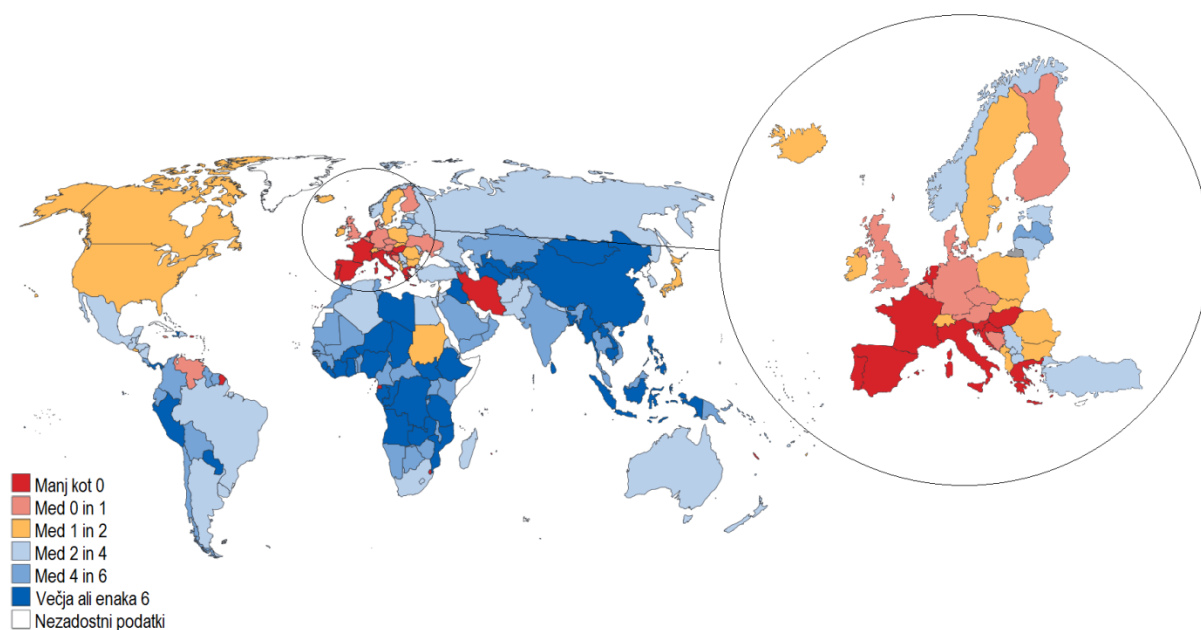 Manj kot 0
Med 0 in 1
Med 1 in 2
Med 2 in 4
Med 4 in 6
Večja ali enaka 6
Nezadostni podatki